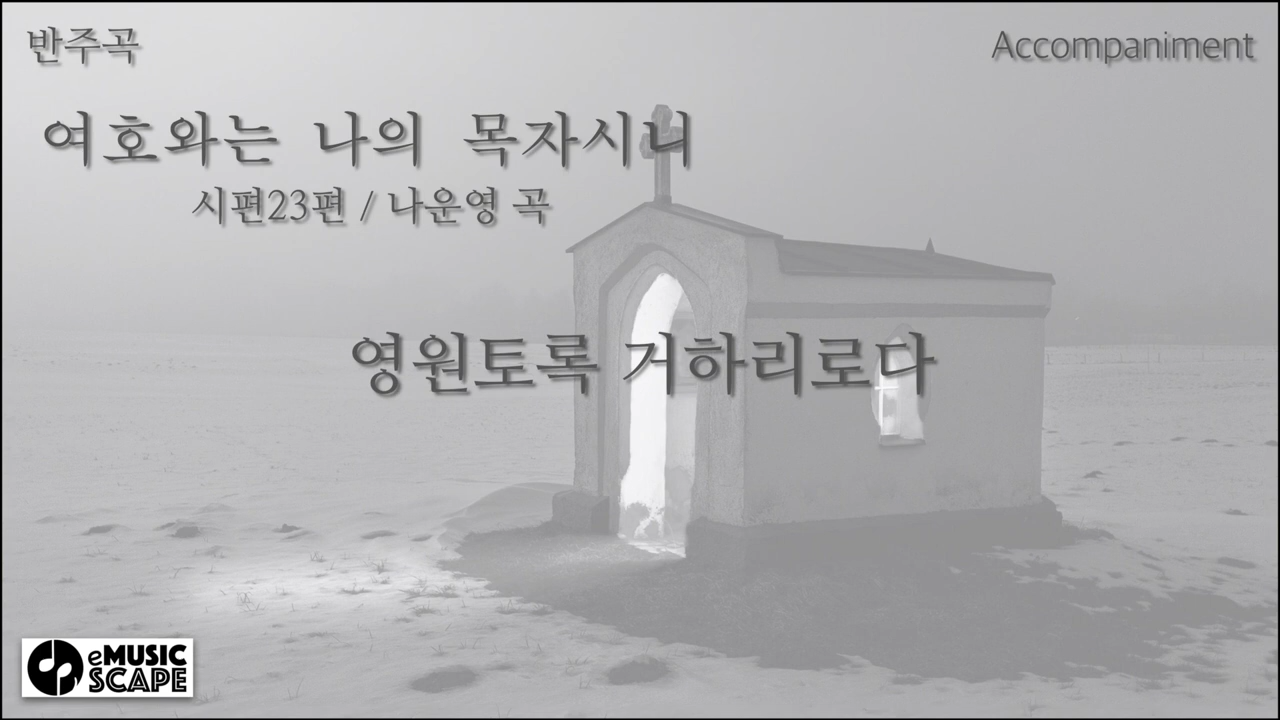 반주곡
Accompaniment
여호와는 나의 목자시니
시편23편 / 나운영 곡
영원토록 거하리로다
eMUSIC
SCAPE